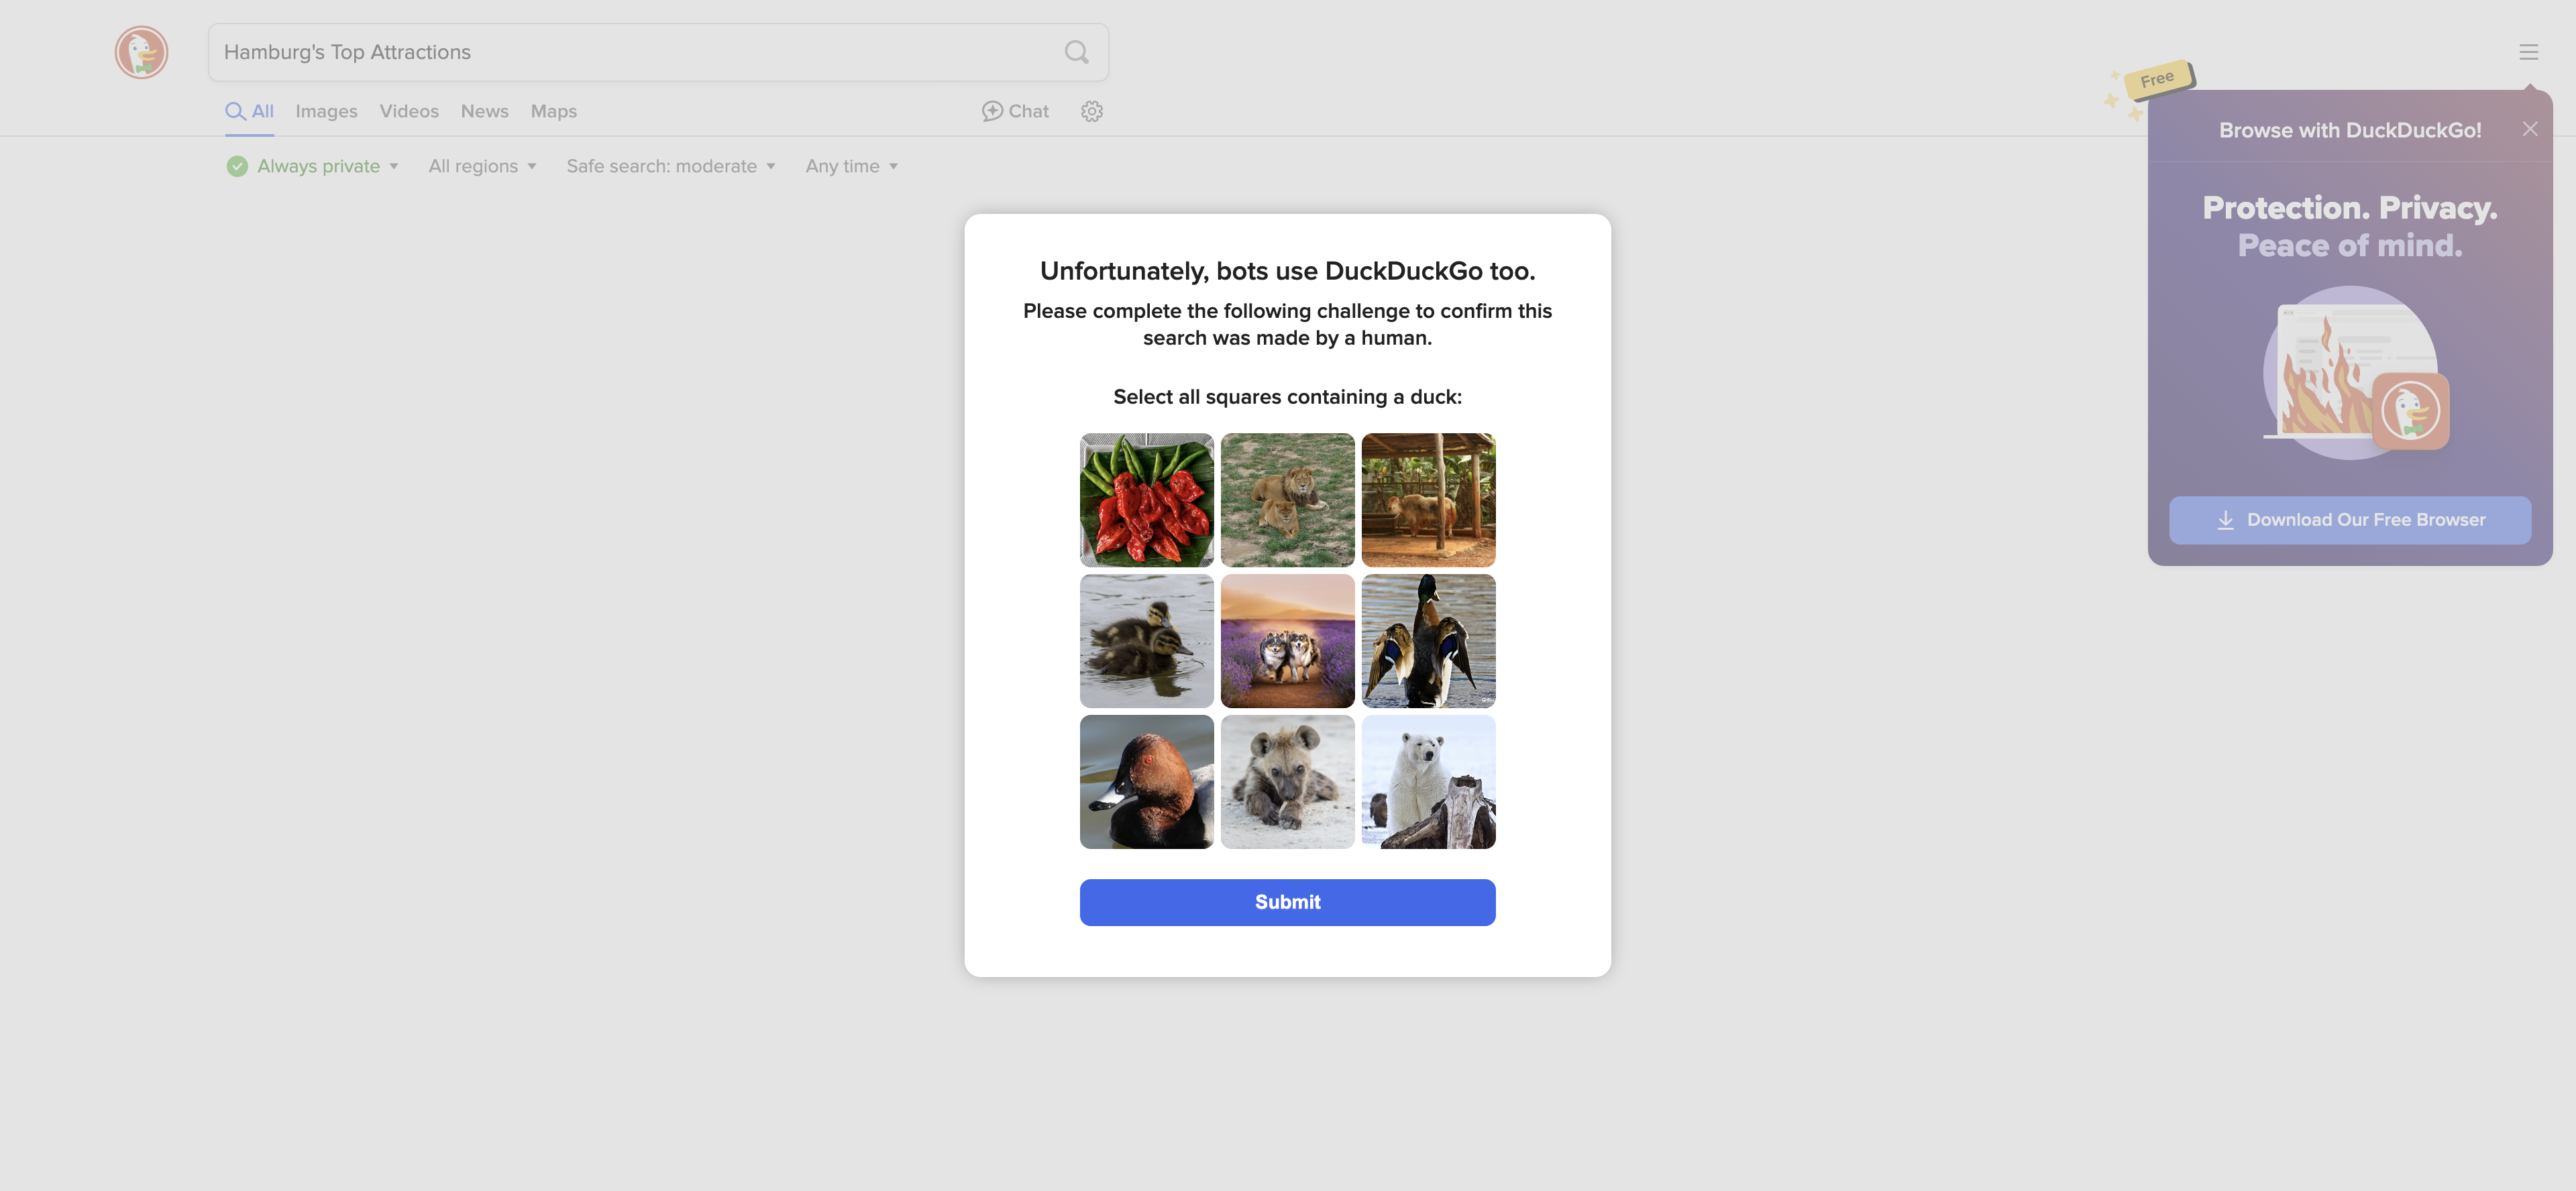 Hamburg's Top Attractions
All Images Videos News Maps Chat
Always private All regions Safe search: moderate Any time
Free
Browse with DuckDuckGo!
Protection. Privacy.
Peace of mind.
Download Our Free Browser
Unfortunately, bots use DuckDuckGo too.
Please complete the following challenge to confirm this
search was made by a human.
Select all squares containing a duck:
Submit